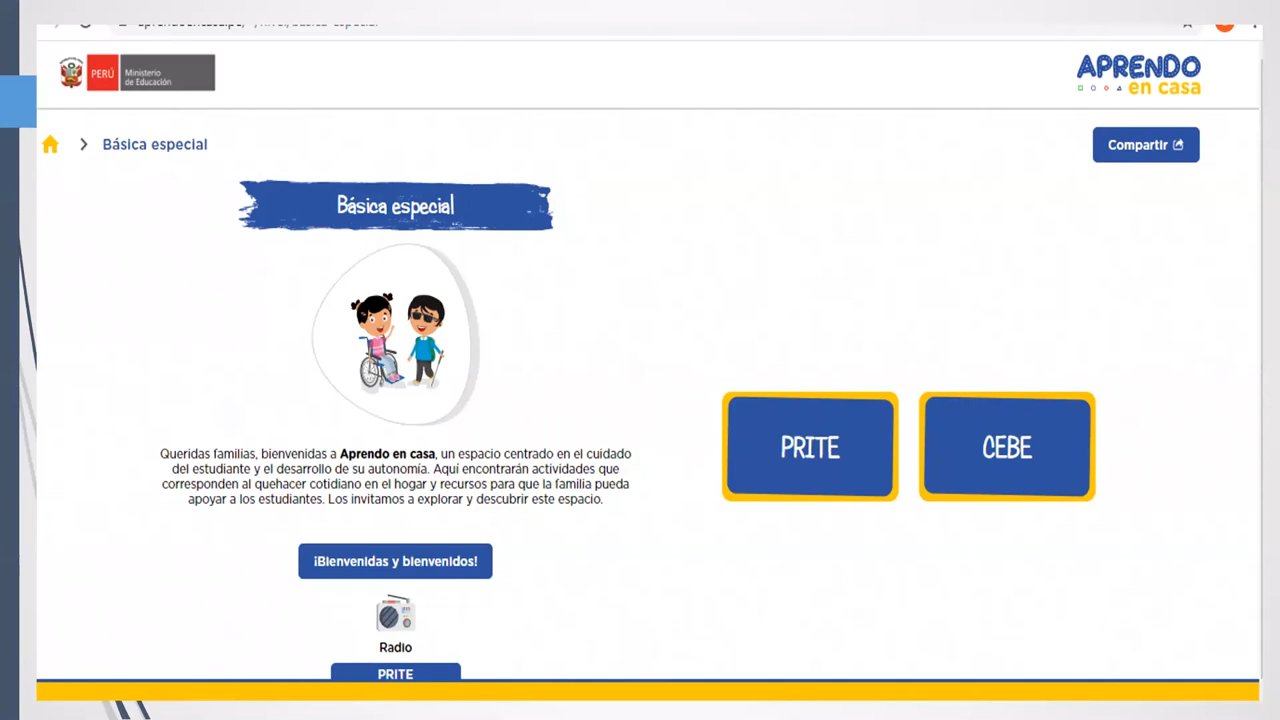 PERÚ
Ministerio
de Educación
APRENDO
en casa
Básica especial
Compartir
Básica especial
Queridas familias, bienvenidas a Aprendo en casa, un espacio centrado en el cuidado
del estudiante y el desarrollo de su autonomía. Aquí encontrarán actividades que
corresponden al quehacer cotidiano en el hogar y recursos para que la familia pueda
apoyar a los estudiantes. Los invitamos a explorar y descubrir este espacio.
PRITE
CEBE
¡Bienvenidas y bienvenidos!
Radio
PRITE